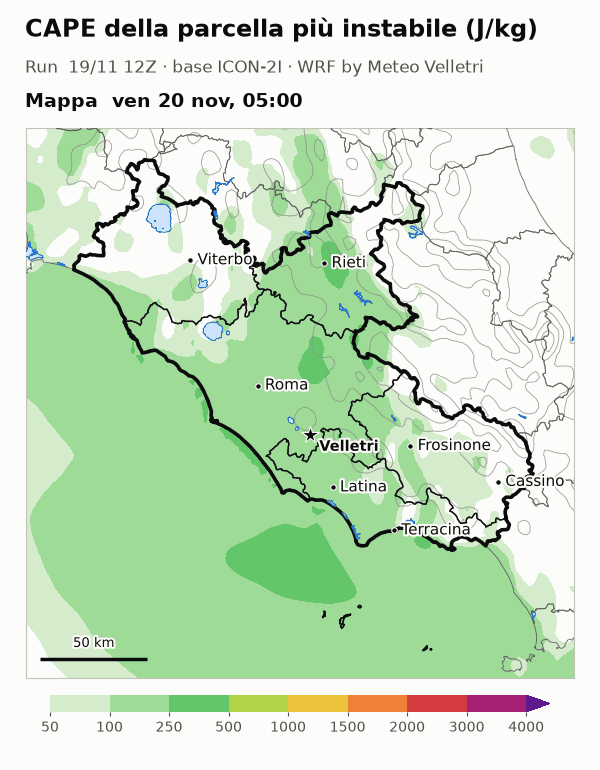 CAPE della parcella più instabile (J/kg)
Run  19/11 12Z · base ICON-2I · WRF by Meteo Velletri
Mappa  ven 20 nov, 05:00
Viterbo
Rieti
Roma
Velletri
Frosinone
Latina
Cassino
Terracina
50 km
50 100 250 500 1000 1500 2000 3000 4000